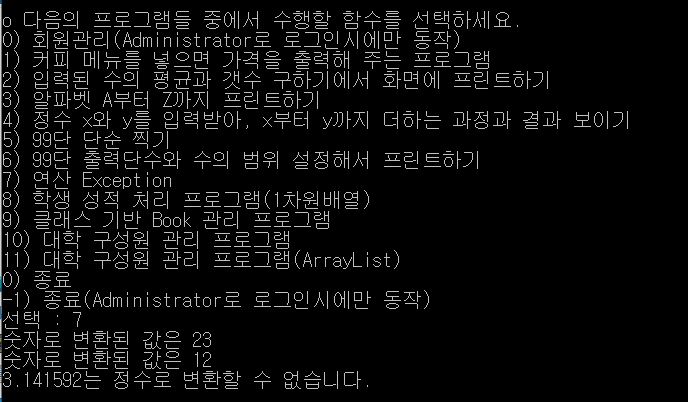 o 다음의 프로그램들 중에서 수행할 함수를 선택하세요.
0) 회원관리(Administrator로 로그인시에만 동작)
1) 커피 메뉴를 넣으면 가격을 출력해 주는 프로그램
2) 입력된 수의 평균과 갯수 구하기에서 화면에 프린트하기
3) 알파벳 A부터 Z까지 프린트하기
4) 정수 x와 y를 입력받아, x부터 y까지 더하는 과정과 결과 보이기
5) 99단 단순 찍기
6) 99단 출력단수와 수의 범위 설정해서 프린트하기
7) 연산 Exception
8) 학생 성적 처리 프로그램(1차원배열)
9) 클래스 기반 Book 관리 프로그램
10) 대학 구성원 관리 프로그램
11) 대학 구성원 관리 프로그램(ArrayList)
0) 종료
-1) 종료(Administrator로 로그인시에만 동작)
선택 : 7
숫자로 변환된 값은 23
숫자로 변환된 값은 12
3.141592는 정수로 변환할 수 없습니다.